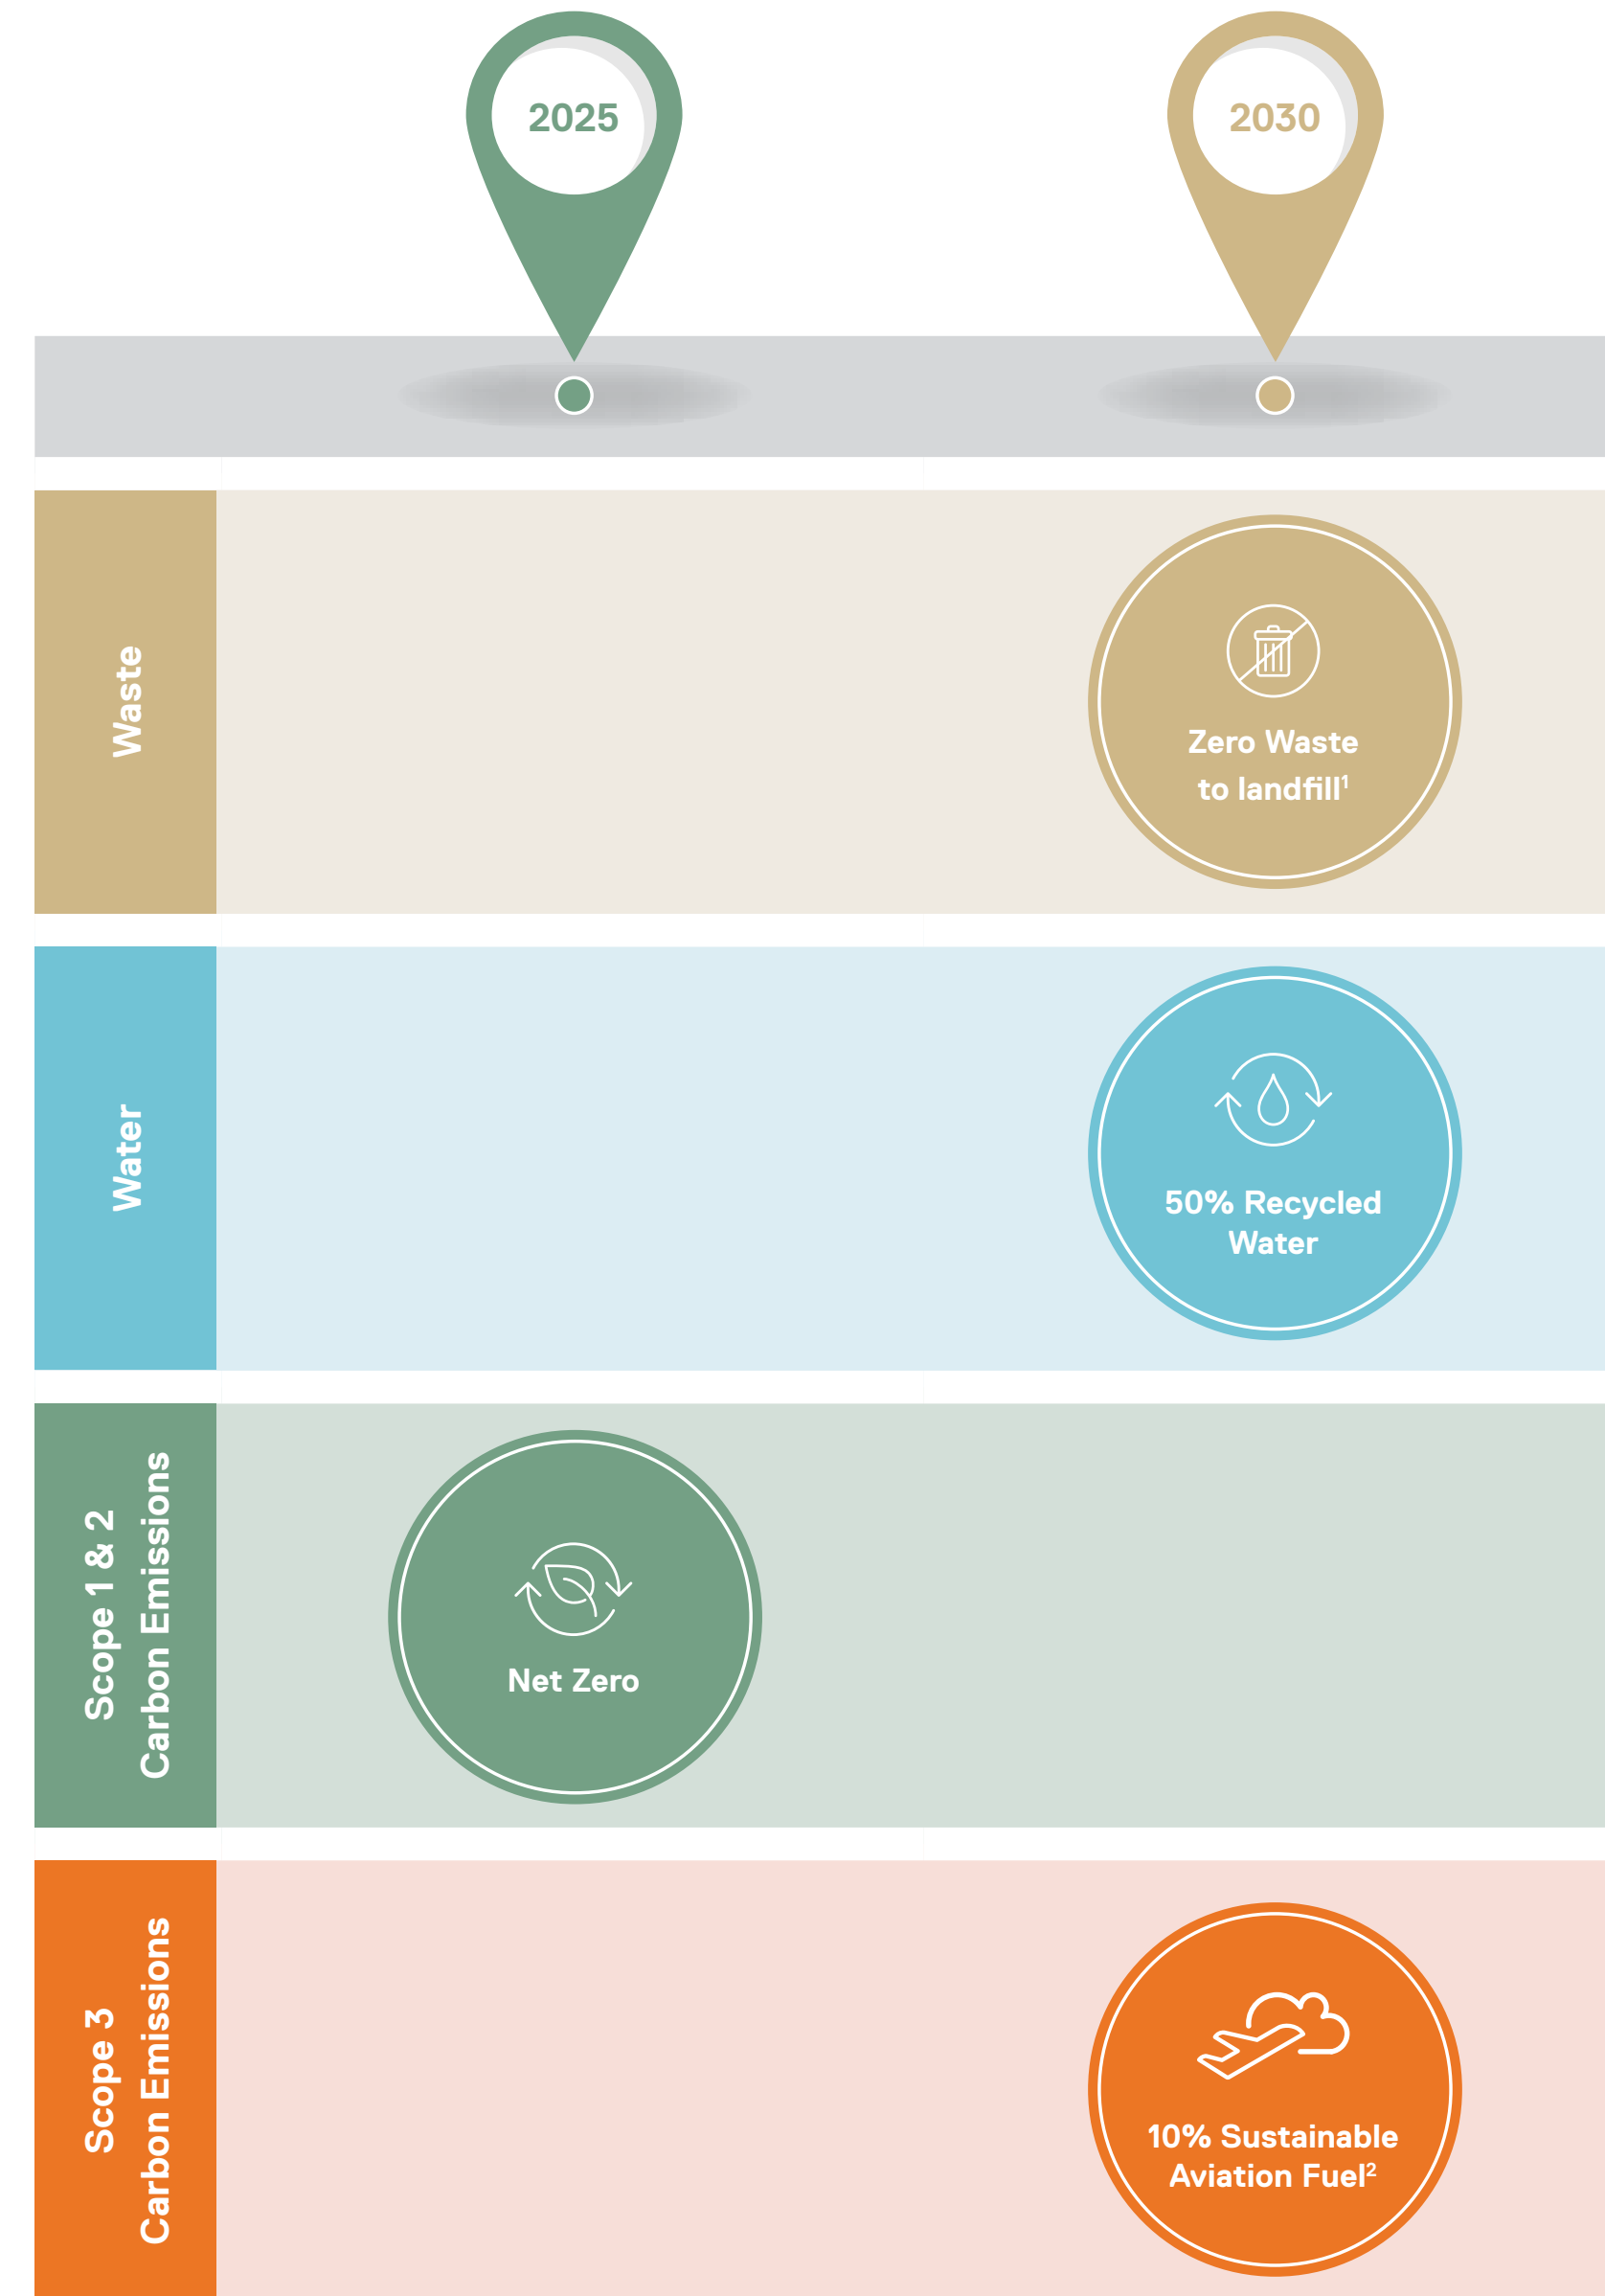 2025
2030
Waste
Zero Waste
to landfill¹
Water
50% Recycled
Water
Scope 1 & 2
Carbon Emissions
Net Zero
Scope 3
Carbon Emissions
10% Sustainable
Aviation Fuel²